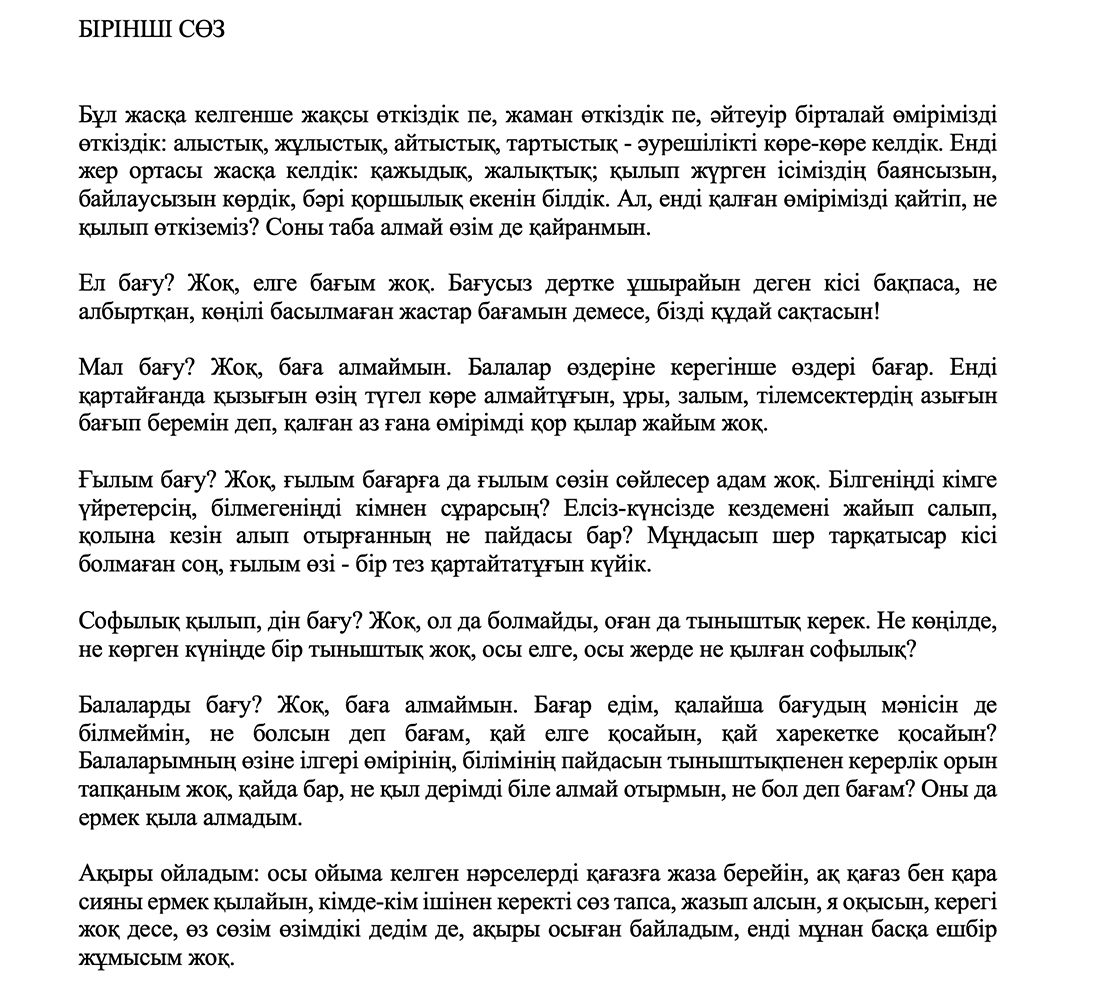 БІРІНШІ СӨЗ
Бұл жасқа келгенше жақсы өткіздік пе, жаман өткіздік пе, әйтеуір бірталай өмірімізді
өткіздік: алыстық, жұлыстық, айтыстық, тартыстық - әурешілікті көре-көре келдік. Енді
жер ортасы жасқа келдік: қажыдық, жалықтық; қылып жүрген ісіміздің баянсызын,
байлаусызын көрдік, бәрі қоршылық екенін білдік. Ал, енді қалған өмірімізді қайтіп, не
қылып өткіземіз? Соны таба алмай өзім де қайранмын.
Ел бағу? Жоқ, елге бағым жоқ. Бағусыз дертке ұшырайын деген кісі бақпаса, не
албыртқан, көңілі басылмаған жастар бағамын демесе, бізді құдай сақтасын!
Мал бағу? Жоқ, баға алмаймын. Балалар өздеріне керегінше өздері бағар. Енді
қартайғанда қызығын өзің түгел көре алмайтұғын, ұры, залым, тілемсектердің азығын
бағып беремін деп, қалған аз ғана өмірімді қор қылар жайым жоқ.
Ғылым бағу? Жоқ, ғылым бағарға да ғылым сөзін сөйлесер адам жоқ. Білгеніңді кімге
үйретерсің, білмегеніңді кімнен сұрарсың? Елсіз-күнсізде кездемені жайып салып,
қолына кезін алып отырғанның не пайдасы бар? Мұңдасып шер тарқатысар кісі
болмаған соң, ғылым өзі - бір тез қартайтатұғын күйік.
Софылық қылып, дін бағу? Жоқ, ол да болмайды, оған да тыныштық керек. Не көңілде,
не көрген күніңде бір тыныштық жоқ, осы елге, осы жерде не қылған софылық?
Балаларды бағу? Жоқ, баға алмаймын. Бағар едім, қалайша бағудың мәнісін де
білмеймін, не болсын деп бағам, қай елге қосайын, қай харекетке қосайын?
Балаларымның өзіне ілгері өмірінің, білімінің пайдасын тыныштықпенен керерлік орын
тапқаным жоқ, қайда бар, не қыл дерімді біле алмай отырмын, не бол деп бағам? Оны да
ермек қыла алмадым.
Ақыры ойладым: осы ойыма келген нәрселерді қағазға жаза берейін, ақ қағаз бен қара
сияны ермек қылайын, кімде-кім ішінен керекті сөз тапса, жазып алсын, я оқысын, керегі
жоқ десе, өз сөзім өзімдікі дедім де, ақыры осыған байладым, енді мұнан басқа ешбір
жұмысым жоқ.